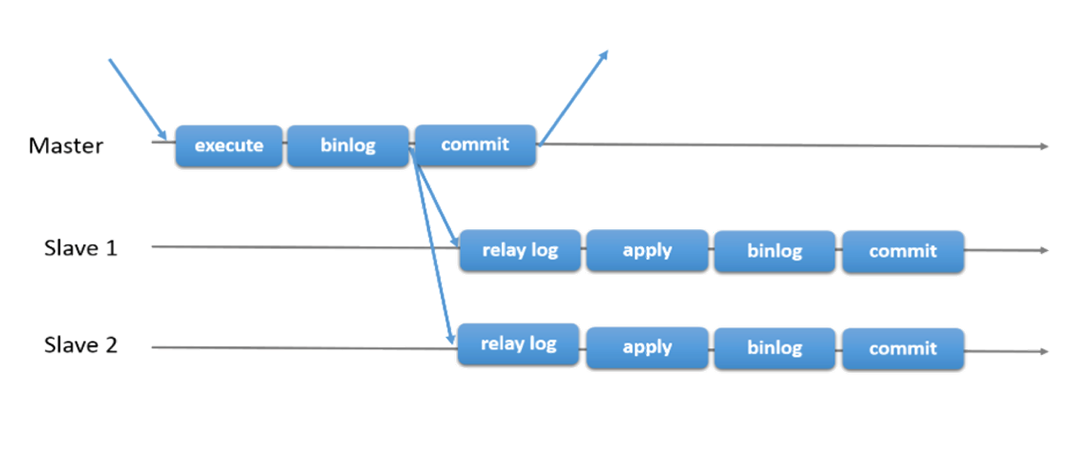 Master
execute
binlog
commit
Slave 1
relay log
apply
binlog
commit
Slave 2
relay log
apply
binlog
commit